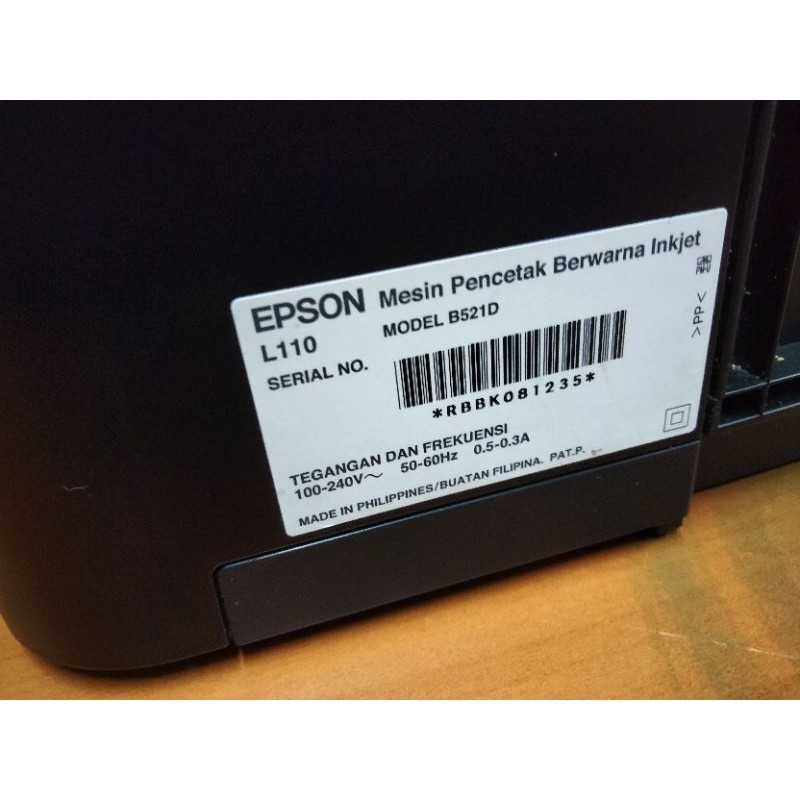 EPSON Mesin Pencetak Berwarna Inkjet
L110 MODEL B521D
SERIAL NO.
*RBBK081235*
>PP<
TEGANGAN DAN FREKUENSI
100-240V～ 50-60Hz 0.5-0.3A
MADE IN PHILIPPINES/BUATAN FILIPINA. PAT.P.